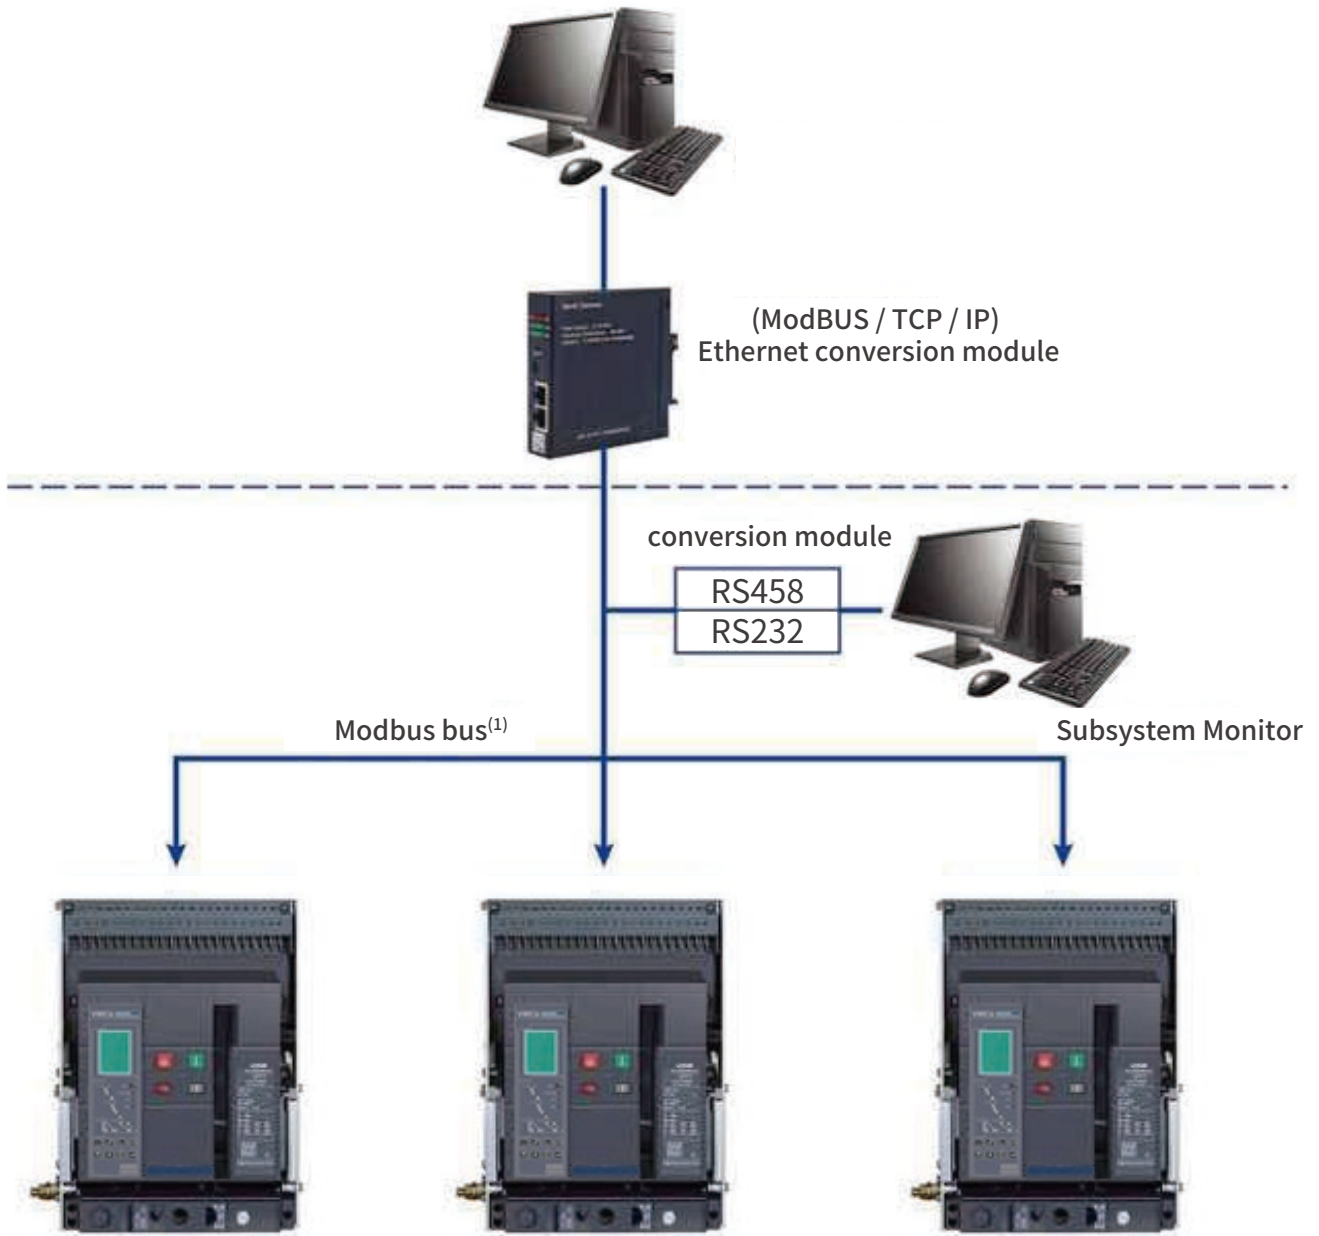 (ModBUS / TCP / IP)
Ethernet conversion module
conversion module
RS458
RS232
Modbus bus(1)
Subsystem Monitor